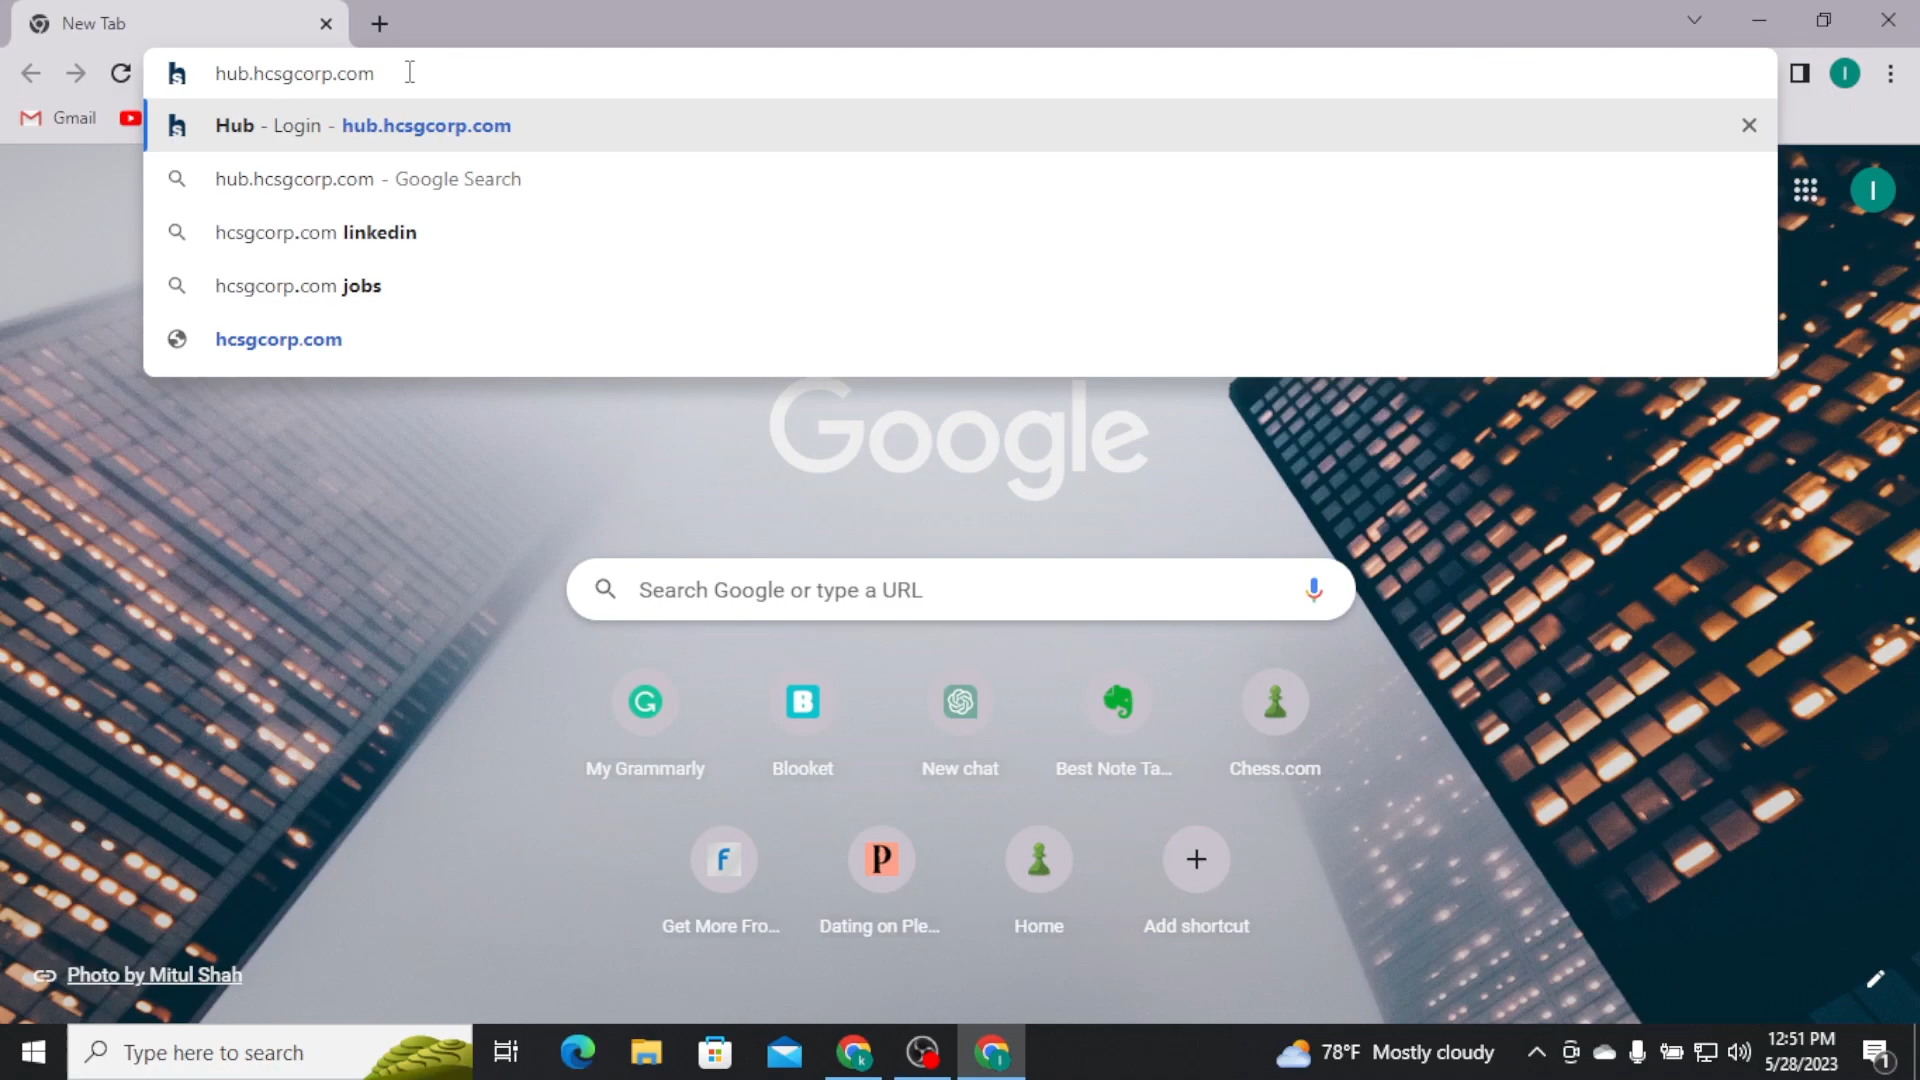 New Tab
hub.hcsgcorp.com
Gmail
Hub - Login - hub.hcsgcorp.com
hub.hcsgcorp.com - Google Search
hcsgcorp.com linkedin
hcsgcorp.com jobs
hcsgcorp.com
I
I
Google
Search Google or type a URL
My Grammarly
Blooket
New chat
Best Note Ta...
Chess.com
Get More Fro...
Dating on Ple...
Home
Add shortcut
Photo by Mitul Shah
Type here to search
78°F Mostly cloudy
12:51 PM
5/28/2023
1